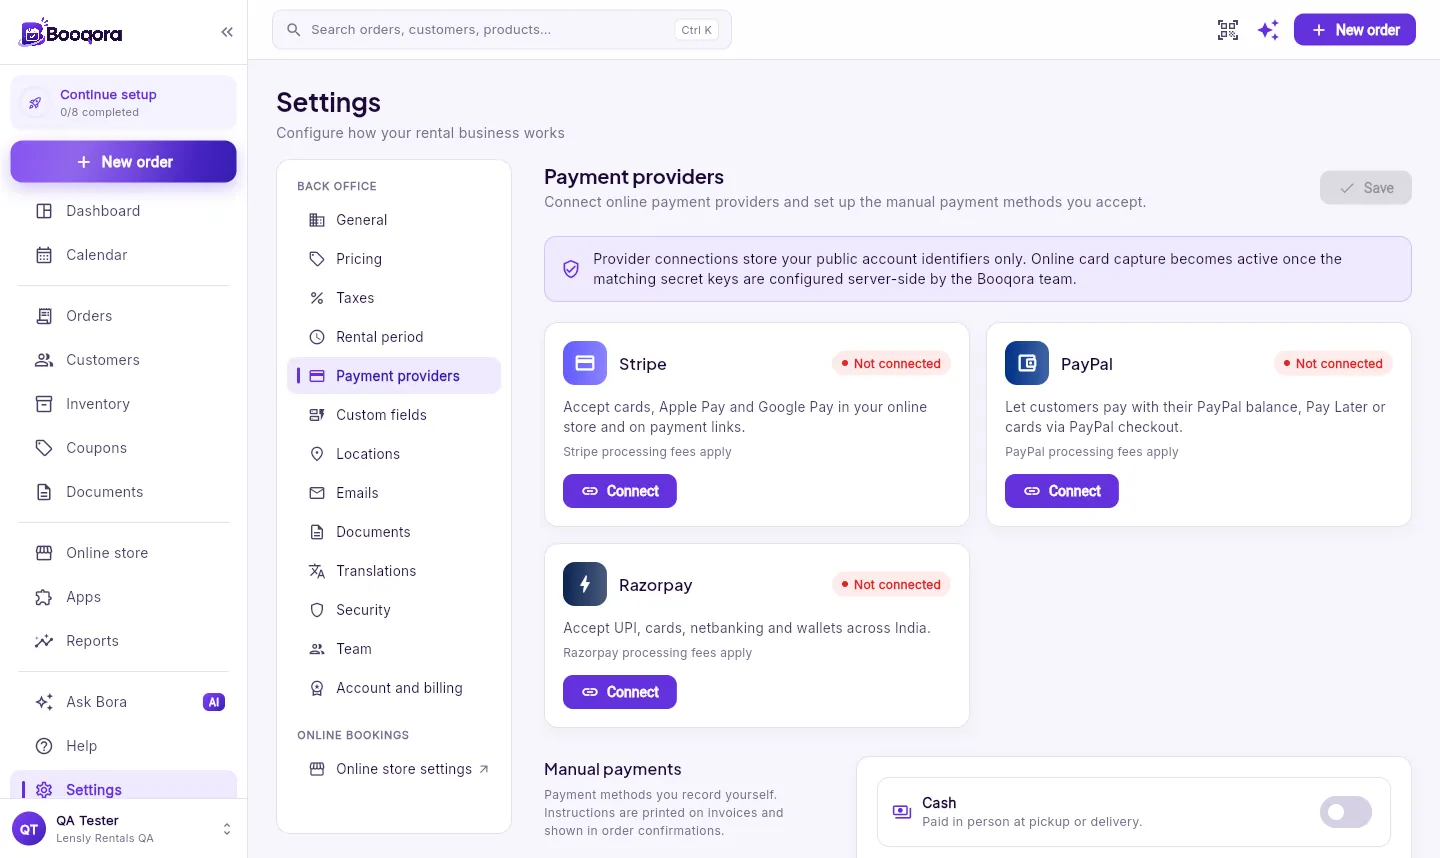 Booqora
Continue setup
0/8 completed
New order
Dashboard
Calendar
Orders
Customers
Inventory
Coupons
Documents
Online store
Apps
Reports
Ask Bora
AI
Help
Settings
QT
QA Tester
Lensly Rentals QA
Search orders, customers, products...
Ctrl K
New order
Settings
Configure how your rental business works
BACK OFFICE
General
Pricing
Taxes
Rental period
Payment providers
Custom fields
Locations
Emails
Documents
Translations
Security
Team
Account and billing
ONLINE BOOKINGS
Online store settings
Payment providers
Connect online payment providers and set up the manual payment methods you accept.
Save
Provider connections store your public account identifiers only. Online card capture becomes active once the
matching secret keys are configured server-side by the Booqora team.
Stripe
Not connected
Accept cards, Apple Pay and Google Pay in your online
store and on payment links.
Stripe processing fees apply
Connect
PayPal
Not connected
Let customers pay with their PayPal balance, Pay Later or
cards via PayPal checkout.
PayPal processing fees apply
Connect
Razorpay
Not connected
Accept UPI, cards, netbanking and wallets across India.
Razorpay processing fees apply
Connect
Manual payments
Payment methods you record yourself.
Instructions are printed on invoices and
shown in order confirmations.
Cash
Paid in person at pickup or delivery.